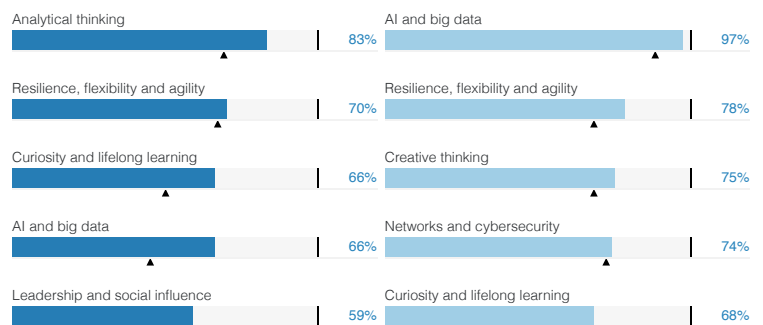 Analytical thinking
83%
Resilience, flexibility and agility
70%
Curiosity and lifelong learning
66%
AI and big data
66%
Leadership and social influence
59%
AI and big data
97%
Resilience, flexibility and agility
78%
Creative thinking
75%
Networks and cybersecurity
74%
Curiosity and lifelong learning
68%